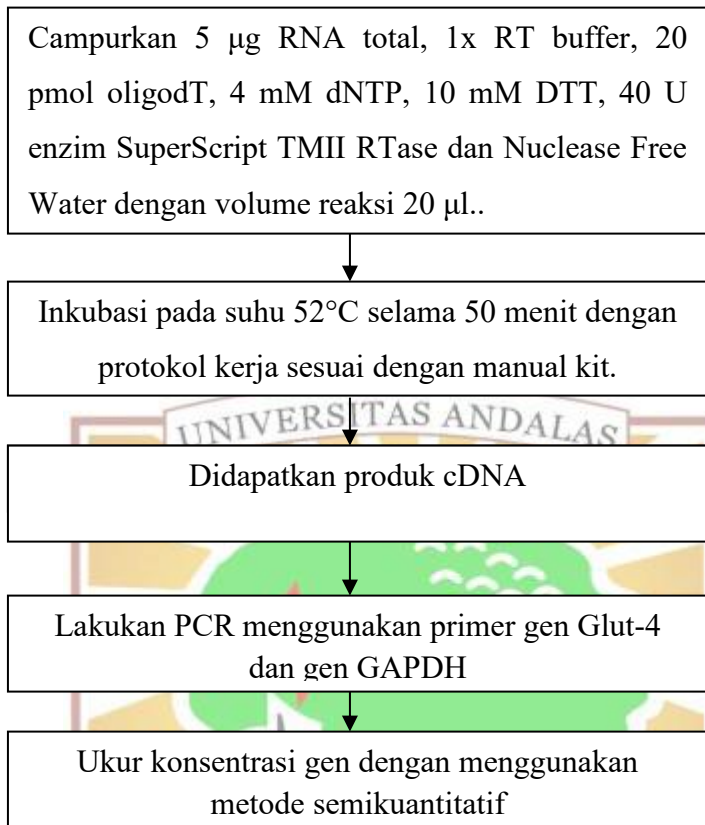 Campurkan 5 μg RNA total, 1x RT buffer, 20
pmol oligodT, 4 mM dNTP, 10 mM DTT, 40 U
enzim SuperScript TMII RTase dan Nuclease Free
Water dengan volume reaksi 20 μl..
Inkubasi pada suhu 52°C selama 50 menit dengan
protokol kerja sesuai dengan manual kit.
UNIVERSITAS ANDALAS
Didapatkan produk cDNA
Lakukan PCR menggunakan primer gen Glut-4
dan gen GAPDH
Ukur konsentrasi gen dengan menggunakan
metode semikuantitatif